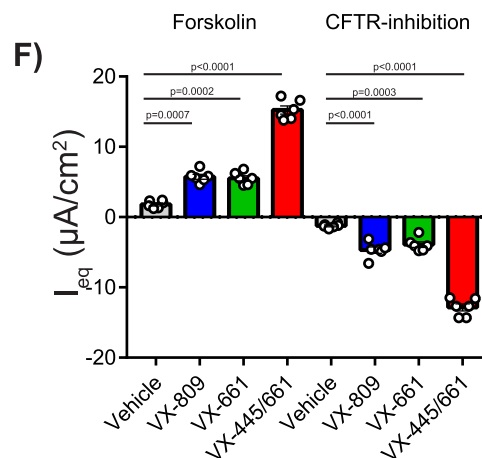 Forskolin CFTR-inhibition
F)
p<0.0001 p<0.0001
p=0.0002 p=0.0003
p=0.0007 p<0.0001
20
10
0
-10
-20
Ieq (µA/cm²)
Vehicle
VX-809
VX-661
VX-445/661
Vehicle
VX-809
VX-661
VX-445/661